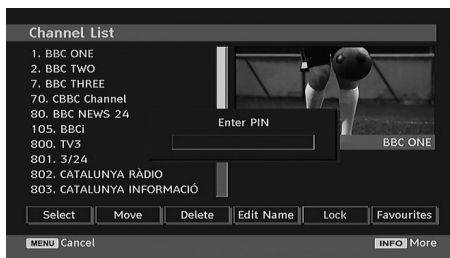 Channel List
1. BBC ONE
2. BBC TWO
7. BBC THREE
70. CBBC Channel
80. BBC NEWS 24
105. BBCi
800. TV3
801. 3/24
802. CATALUNYA RÀDIO
803. CATALUNYA INFORMACIÓ
Enter PIN
BBC ONE
Select Move Delete Edit Name Lock Favourites
MENU Cancel INFO More